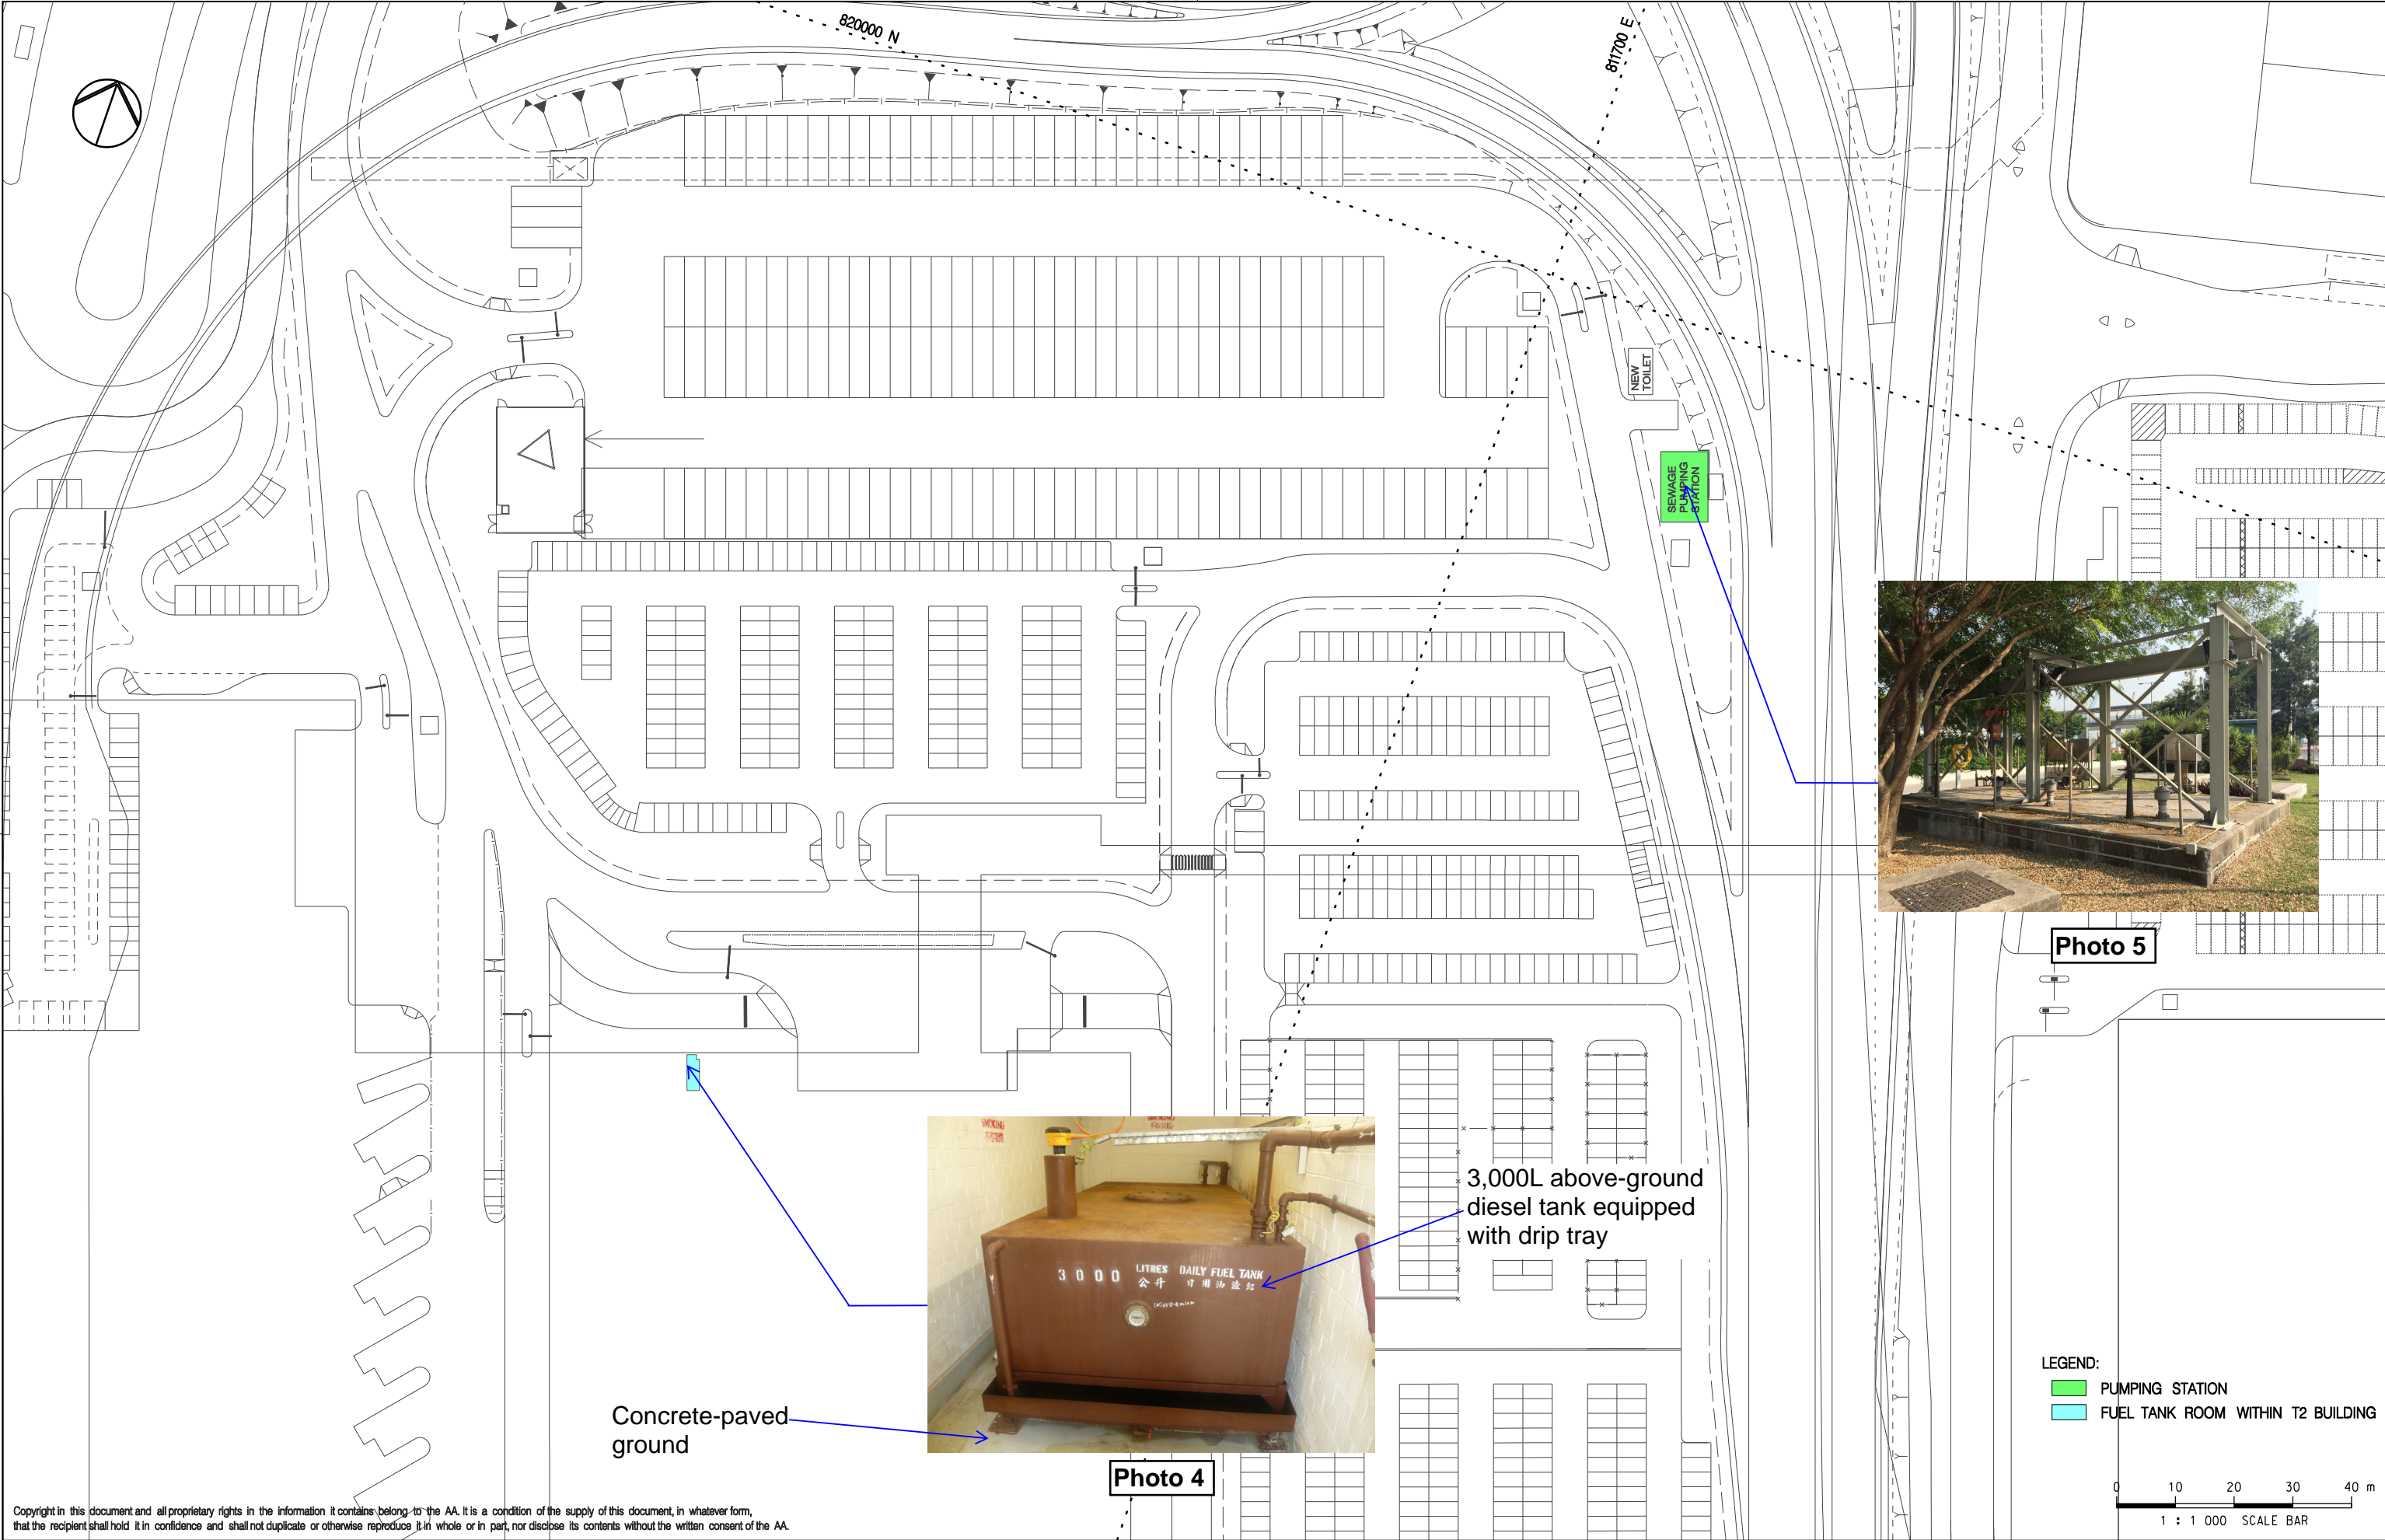 820000 N
811700 E
NEW
TOILET
SEWAGE
PUMPING
STATION
Photo 5
SMOKING
3000 LITRES DAILY FUEL TANK
公升 日用油渣缸
3,000L above-ground
diesel tank equipped
with drip tray
Concrete-paved
ground
Photo 4
LEGEND:
PUMPING STATION
FUEL TANK ROOM WITHIN T2 BUILDING
0 10 20 30 40 m
1 : 1 000 SCALE BAR
Copyright in this document and all proprietary rights in the information it contains belong to the AA. It is a condition of the supply of this document, in whatever form,
that the recipient shall hold it in confidence and shall not duplicate or otherwise reproduce it in whole or in part, nor disclose its contents without the written consent of the AA.